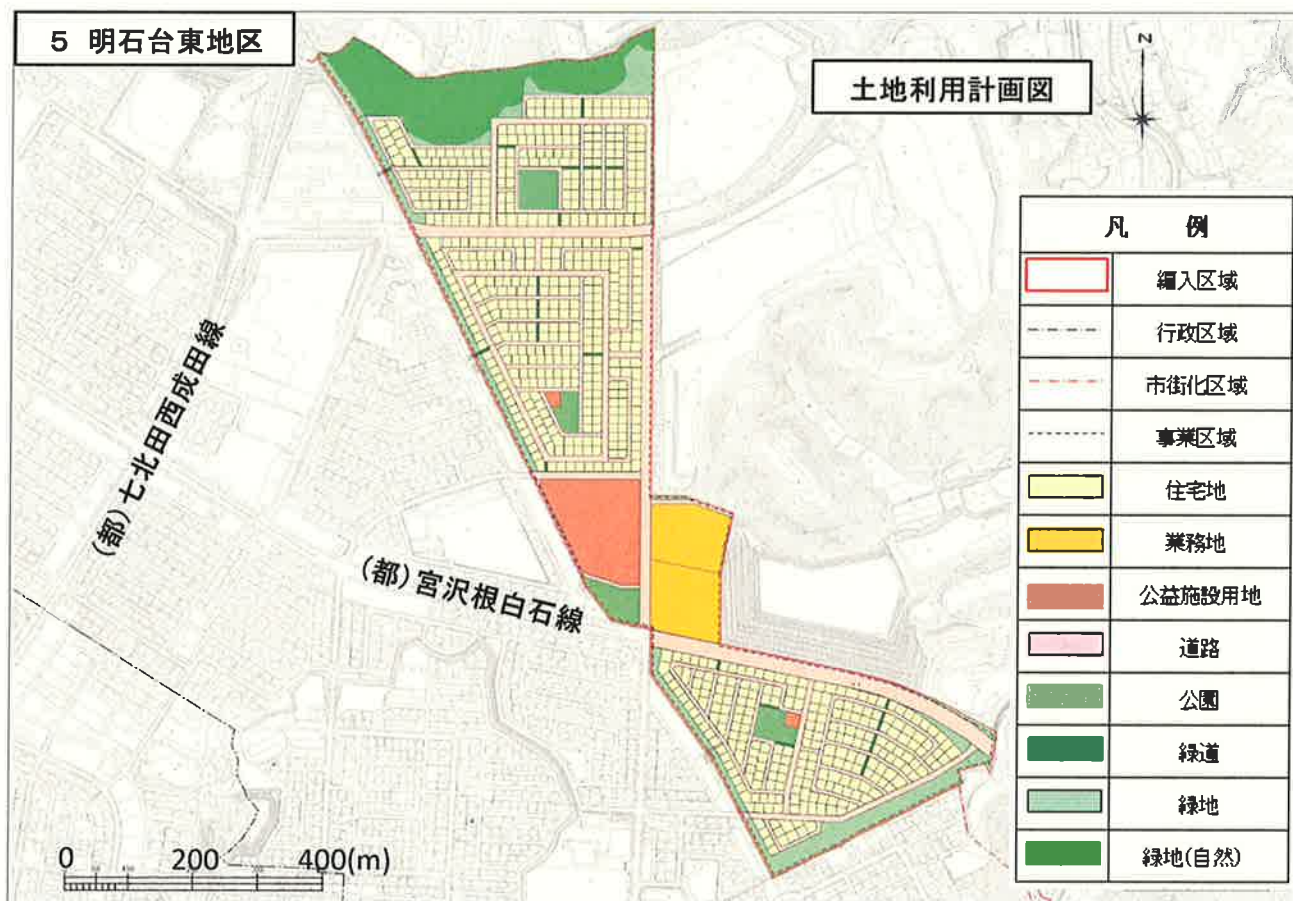 5 明石台東地区
土地利用計画図
N
凡 例
編入区域
行政区域
市街化区域
事業区域
住宅地
業務地
公益施設用地
道路
公園
緑道
緑地
緑地(自然)
(都)七北田西成田線
(都)宮沢根白石線
0 200 400(m)